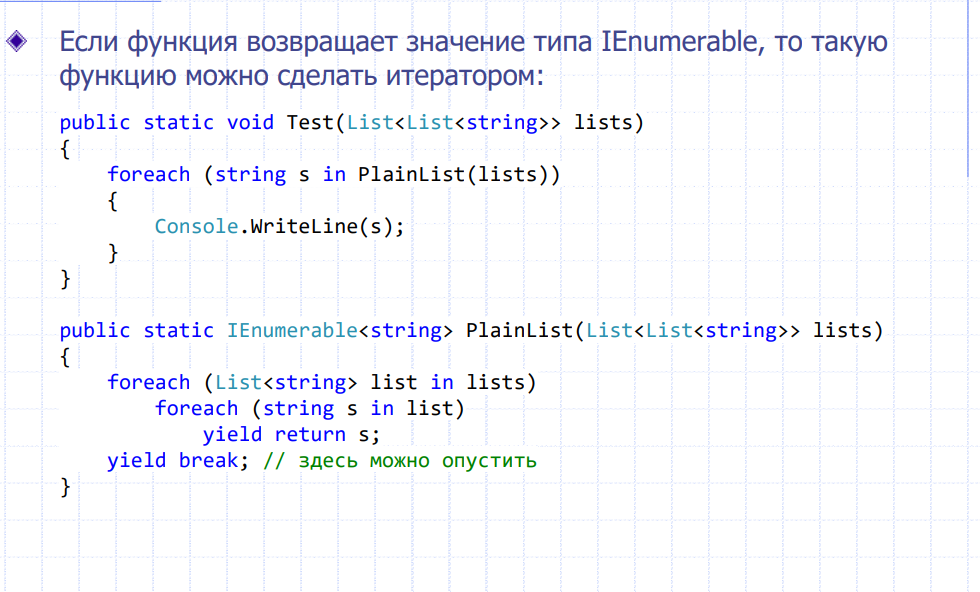 Если функция возвращает значение типа IEnumerable, то такую
функцию можно сделать итератором:
public static void Test(List<List<string>> lists)
{
    foreach (string s in PlainList(lists))
    {
        Console.WriteLine(s);
    }
}
public static IEnumerable<string> PlainList(List<List<string>> lists)
{
    foreach (List<string> list in lists)
        foreach (string s in list)
            yield return s;
    yield break; // здесь можно опустить
}